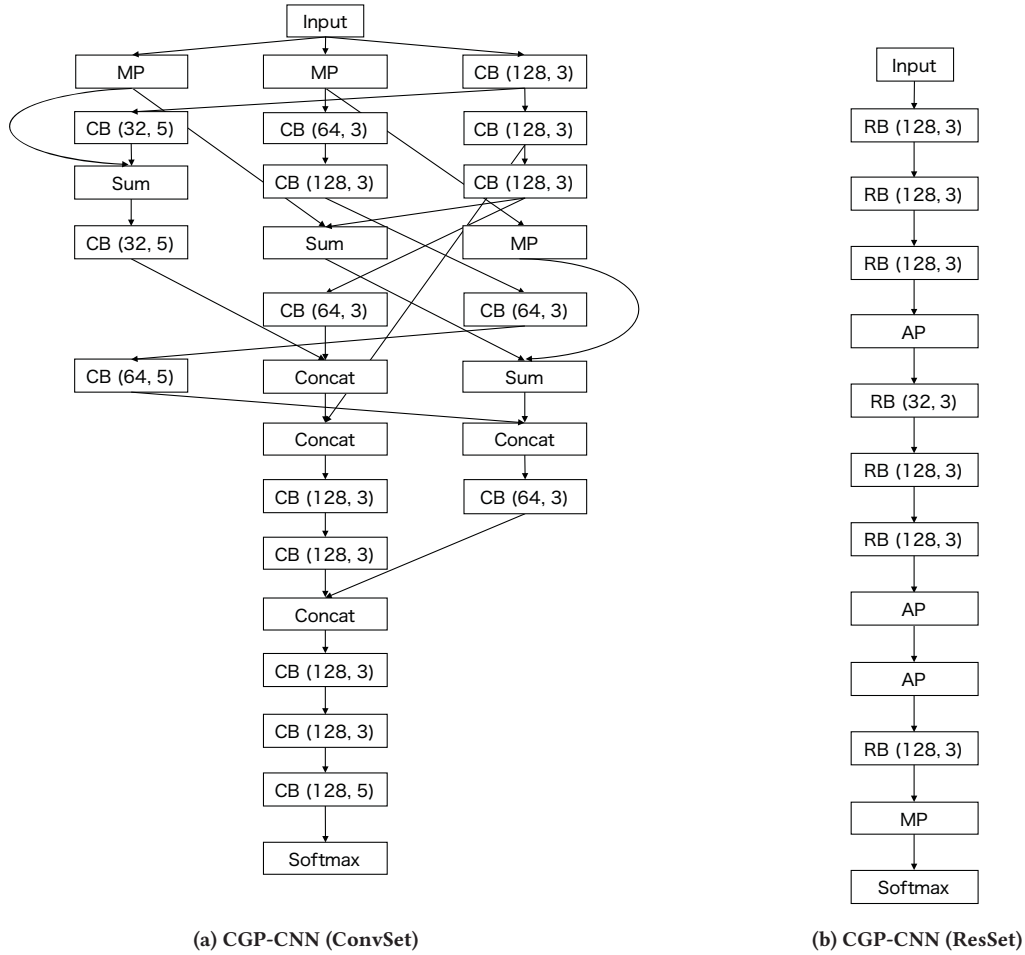 Input
MP
MP
CB (128, 3)
CB (32, 5)
CB (64, 3)
CB (128, 3)
Sum
CB (128, 3)
CB (128, 3)
CB (32, 5)
Sum
MP
CB (64, 3)
CB (64, 3)
CB (64, 5)
Concat
Sum
Concat
Concat
CB (128, 3)
CB (64, 3)
CB (128, 3)
Concat
CB (128, 3)
CB (128, 3)
CB (128, 5)
Softmax
(a) CGP-CNN (ConvSet)
Input
RB (128, 3)
RB (128, 3)
RB (128, 3)
AP
RB (32, 3)
RB (128, 3)
RB (128, 3)
AP
AP
RB (128, 3)
MP
Softmax
(b) CGP-CNN (ResSet)